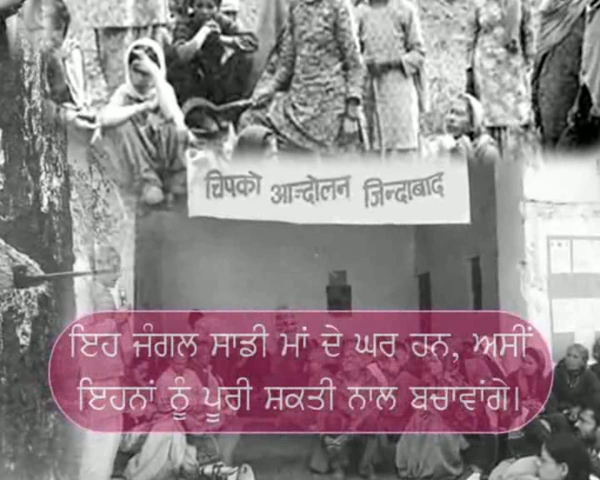 चिपको आन्दोलन जिन्दाबाद
ਇਹ ਜੰਗਲ ਸਾਡੀ ਮਾਂ ਦੇ ਘਰ ਹਨ, ਅਸੀਂ
ਇਹਨਾਂ ਨੂੰ ਪੂਰੀ ਸ਼ਕਤੀ ਨਾਲ ਬਚਾਵਾਂਗੇ।